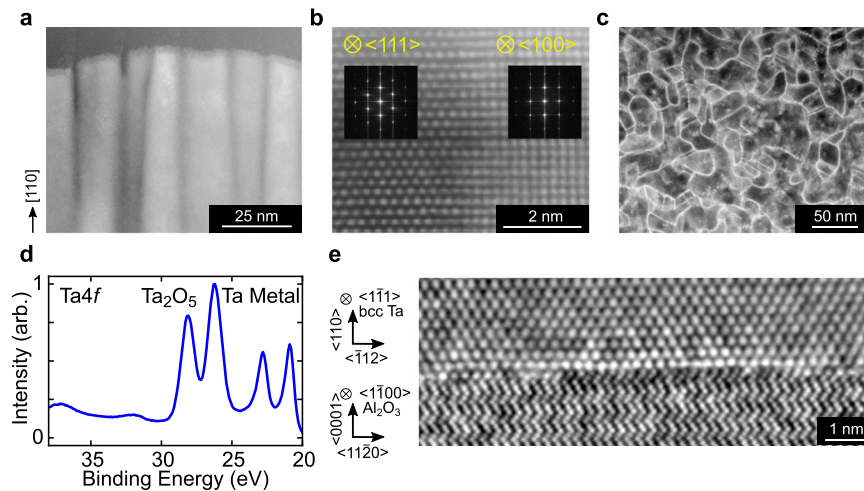 a
[110]
25 nm
b
⊗ <111>
⊗ <100>
2 nm
c
50 nm
d
Ta4f
Ta₂O₅
Ta Metal
Intensity (arb.)
1
0
35
30
25
20
Binding Energy (eV)
e
⊗ <11̅1>
bcc Ta
<110>
<1̅12>
⊗ <11̅00>
Al₂O₃
<0001>
<112̅0>
1 nm